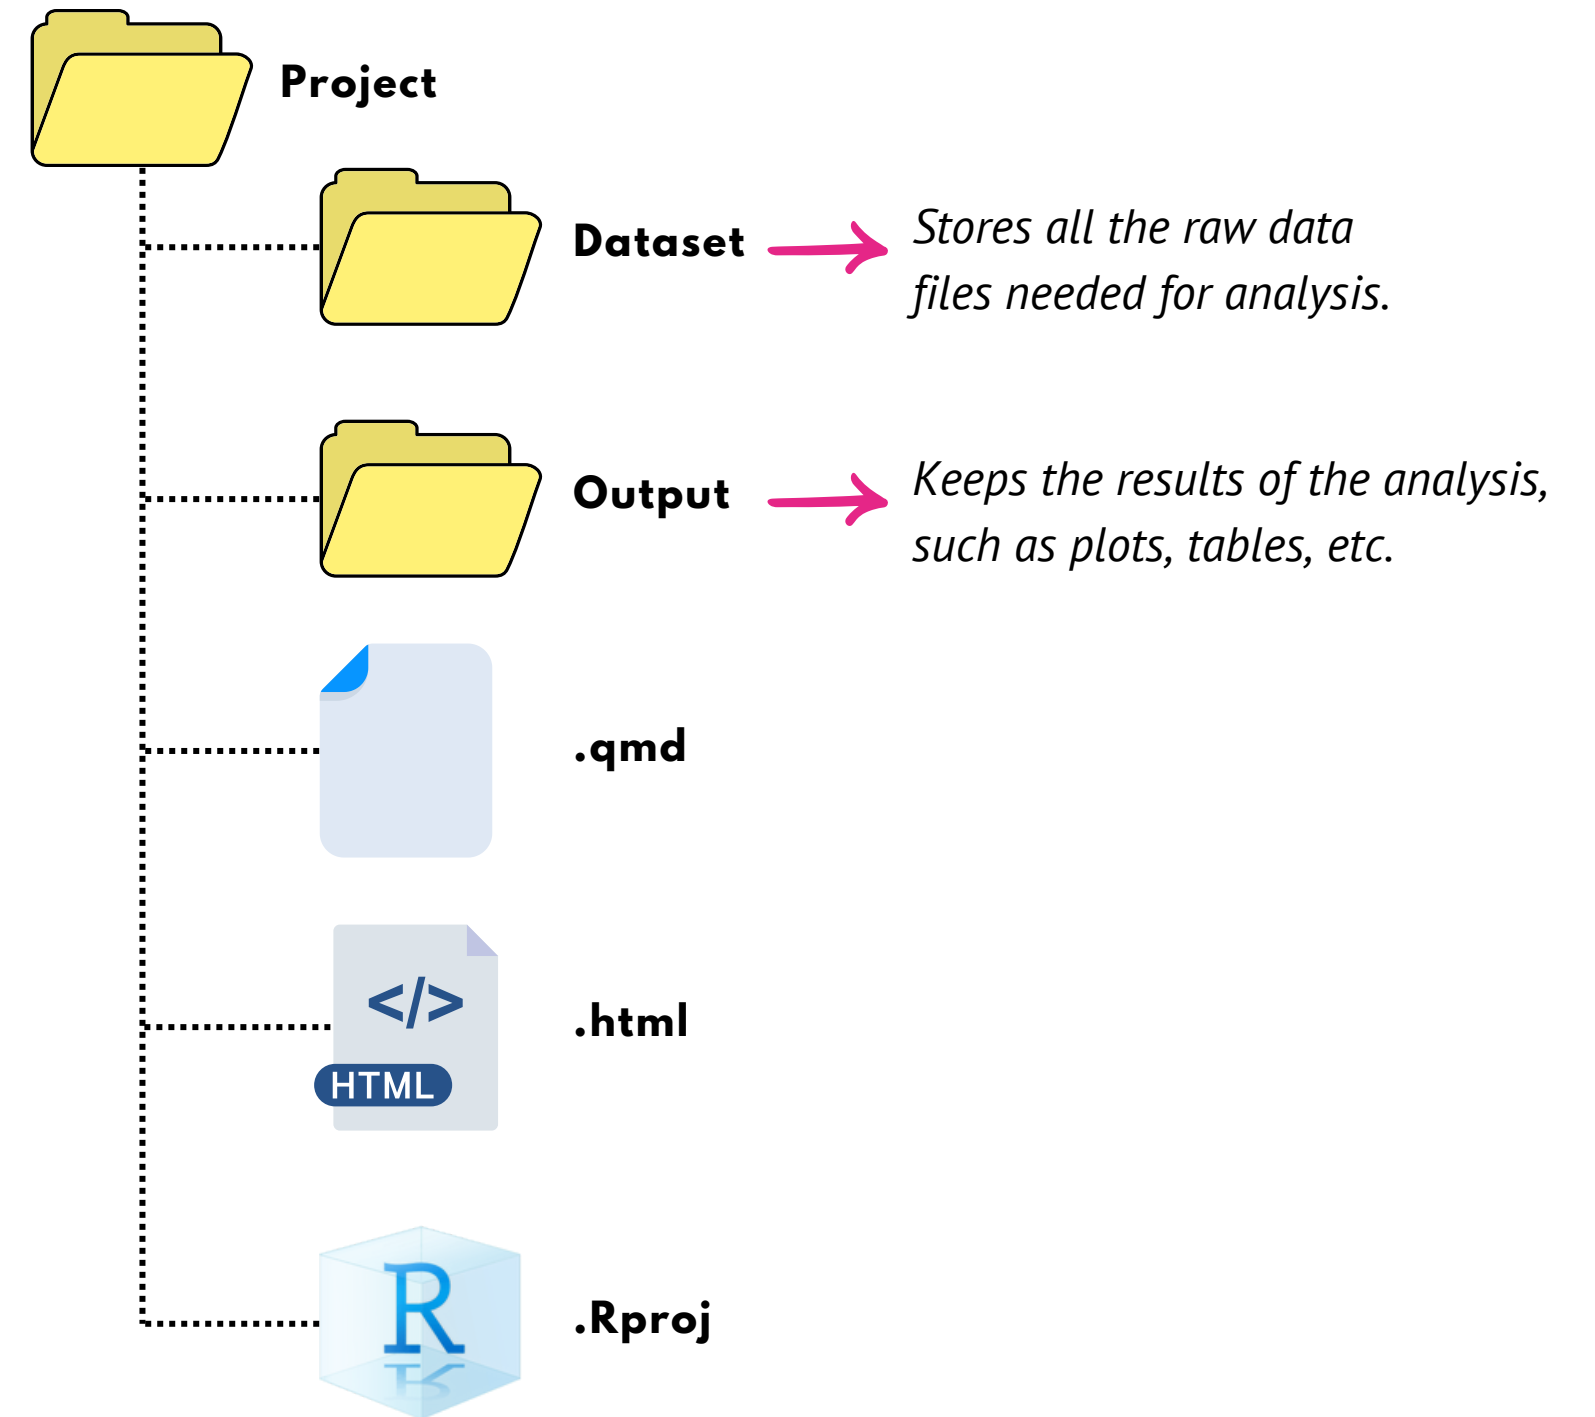 Project
Dataset
Stores all the raw data
files needed for analysis.
Output
Keeps the results of the analysis,
such as plots, tables, etc.
.qmd
</>
HTML
.html
R
.Rproj